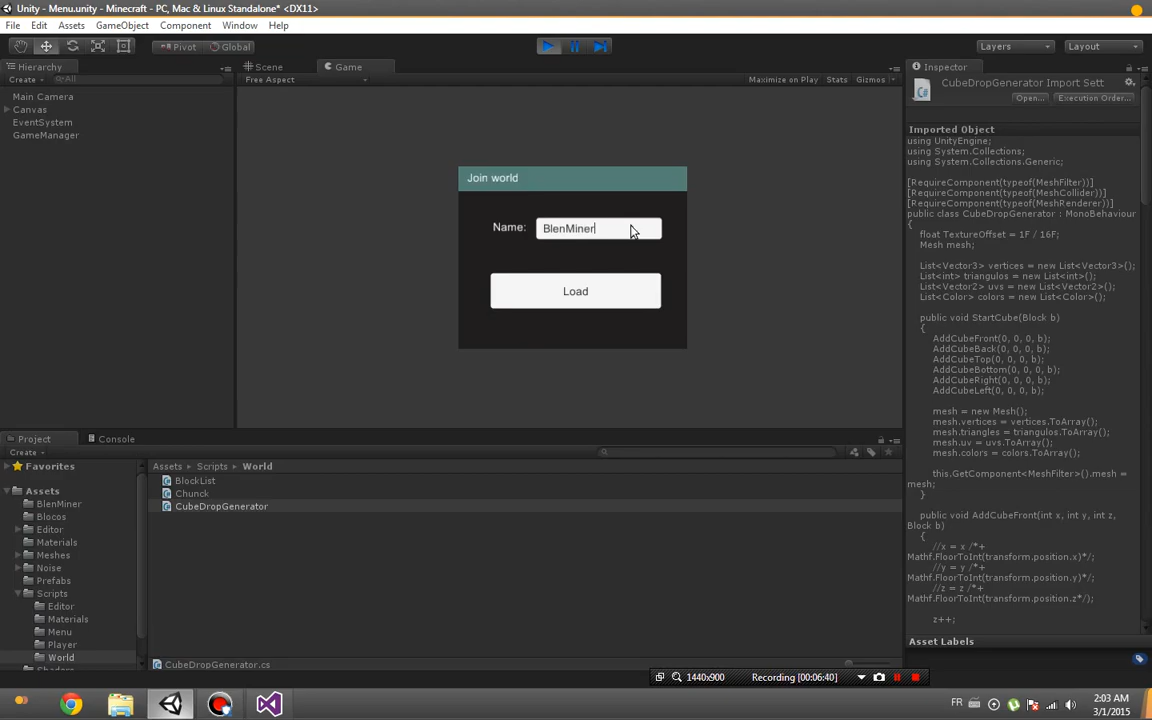 Unity - Menu.unity - Minecraft - PC, Mac & Linux Standalone* <DX11>
File Edit Assets GameObject Component Window Help
Pivot Global Layers Layout
Hierarchy Scene Game Inspector
Create All Free Aspect Maximize on Play Stats Gizmos
Main Camera
Canvas
EventSystem
GameManager
CubeDropGenerator Import Sett
Open... Execution Order...
Join world
Name: BlenMiner
Load
Imported Object
using UnityEngine;
using System.Collections;
using System.Collections.Generic;
[RequireComponent(typeof(MeshFilter))]
[RequireComponent(typeof(MeshCollider))]
[RequireComponent(typeof(MeshRenderer))]
public class CubeDropGenerator : MonoBehaviour
{
float TextureOffset = 1F / 16F;
Mesh mesh;
List<Vector3> vertices = new List<Vector3>();
List<int> triangulos = new List<int>();
List<Vector2> uvs = new List<Vector2>();
List<Color> colors = new List<Color>();
public void StartCube(Block b)
{
AddCubeFront(0, 0, 0, b);
AddCubeBack(0, 0, 0, b);
AddCubeTop(0, 0, 0, b);
AddCubeBottom(0, 0, 0, b);
AddCubeRight(0, 0, 0, b);
AddCubeLeft(0, 0, 0, b);
mesh = new Mesh();
mesh.vertices = vertices.ToArray();
mesh.triangles = triangulos.ToArray();
mesh.uv = uvs.ToArray();
mesh.colors = colors.ToArray();
this.GetComponent<MeshFilter>().mesh =
mesh;
}
public void AddCubeFront(int x, int y, int z,
Block b)
{
//x = x /*+
Mathf.FloorToInt(transform.position.x)*/;
//y = y /*+
Mathf.FloorToInt(transform.position.y)*/;
//z = z /*+
Mathf.FloorToInt(transform.position.z*/);
z++;
Asset Labels
Project Console
Create
Favorites
Assets
BlenMiner
Blocos
Editor
Materials
Meshes
Noise
Prefabs
Scripts
Editor
Materials
Menu
Player
World
Shaders
Assets Scripts World
BlockList
Chunck
CubeDropGenerator
CubeDropGenerator.cs
1440x900 Recording [00:06:40]
FR 2:03 AM
3/1/2015